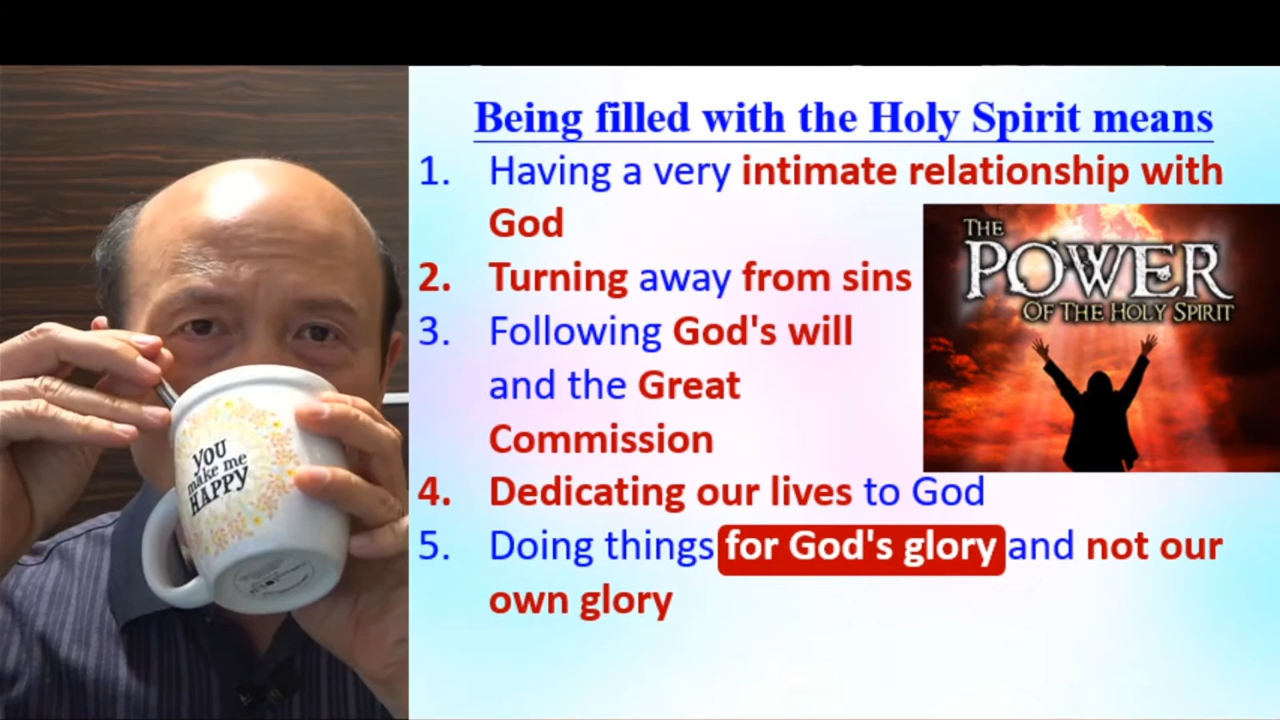 Being filled with the Holy Spirit means
1. Having a very intimate relationship with
God
2. Turning away from sins
3. Following God's will
and the Great
Commission
4. Dedicating our lives to God
5. Doing things for God's glory and not our
own glory
THE
POWER
OF THE HOLY SPIRIT
YOU
make me
HAPPY